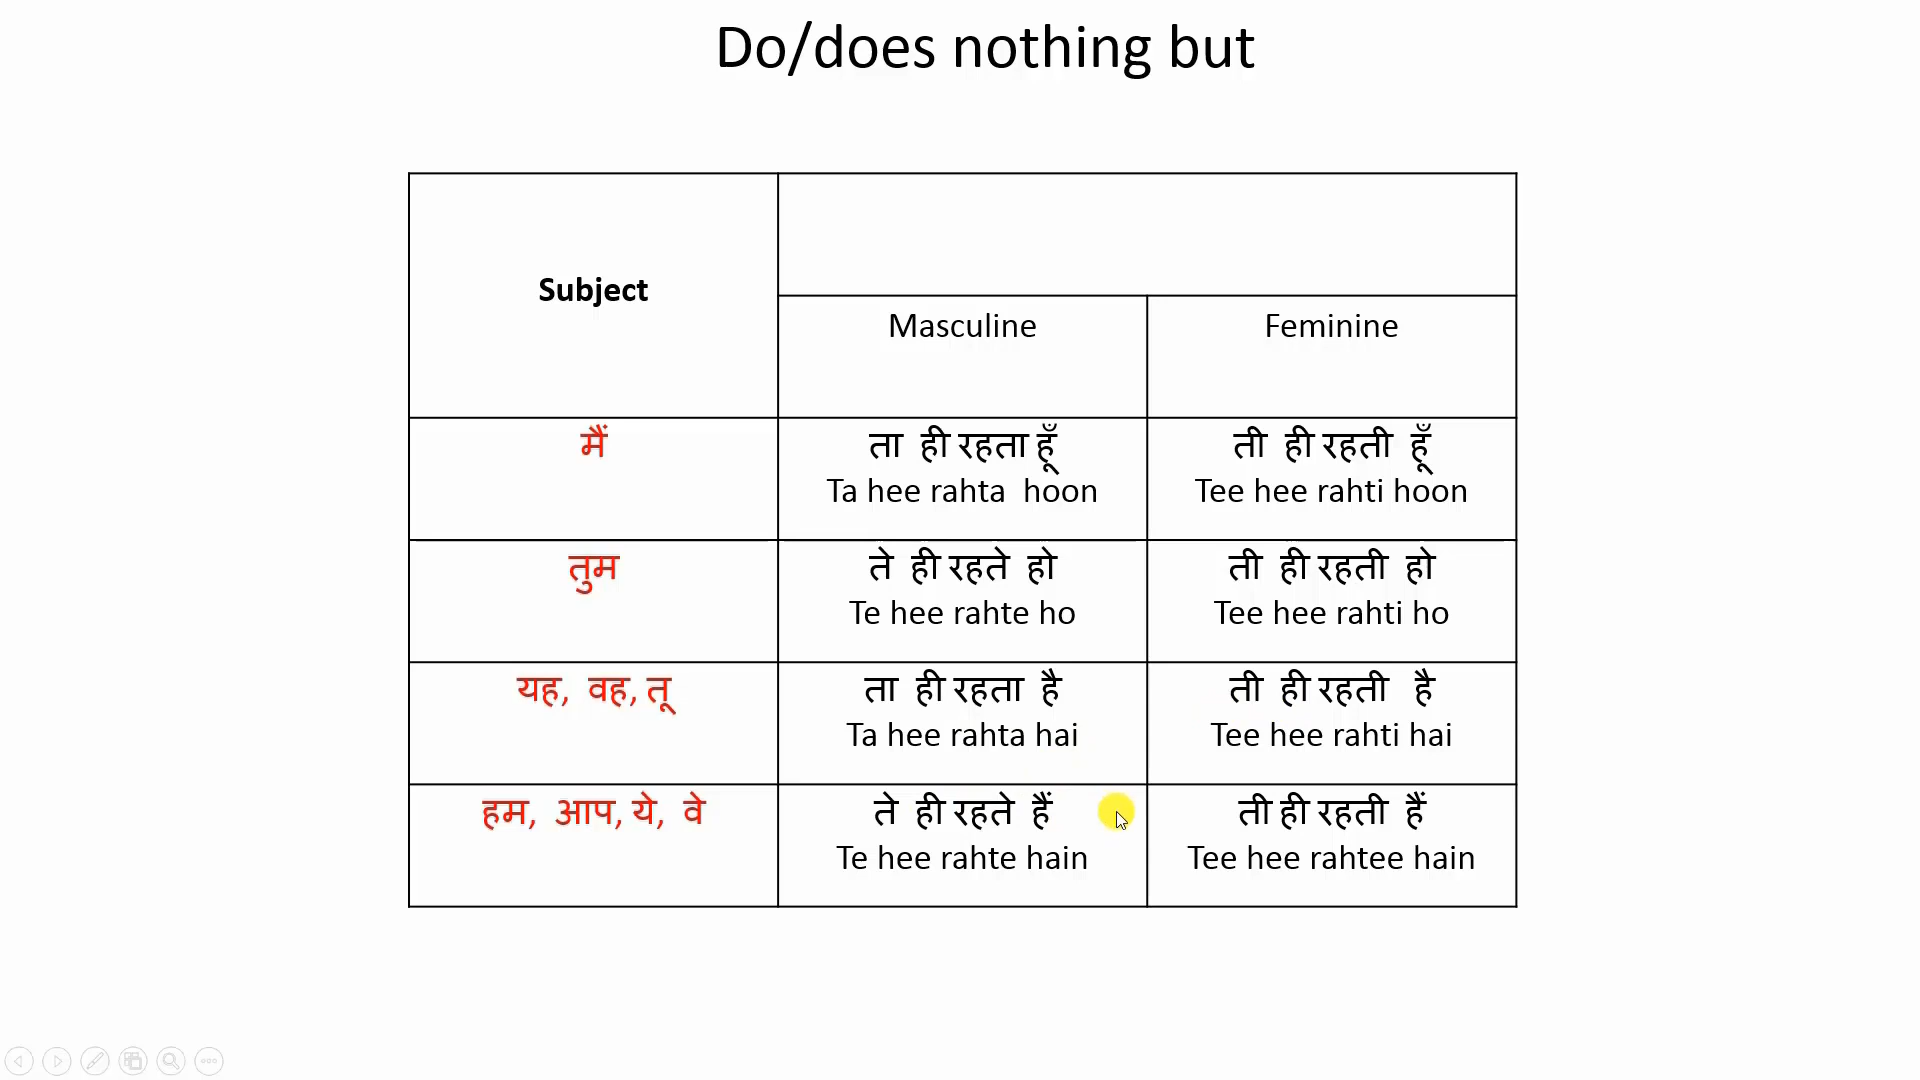 Do/does nothing but
Subject
Masculine
Feminine
मैं
ता ही रहता हूँ
Ta hee rahta hoon
ती ही रहती हूँ
Tee hee rahti hoon
तुम
ते ही रहते हो
Te hee rahte ho
ती ही रहती हो
Tee hee rahti ho
यह, वह, तू
ता ही रहता है
Ta hee rahta hai
ती ही रहती है
Tee hee rahti hai
हम, आप, ये, वे
ते ही रहते हैं
Te hee rahte hain
ती ही रहती हैं
Tee hee rahtee hain